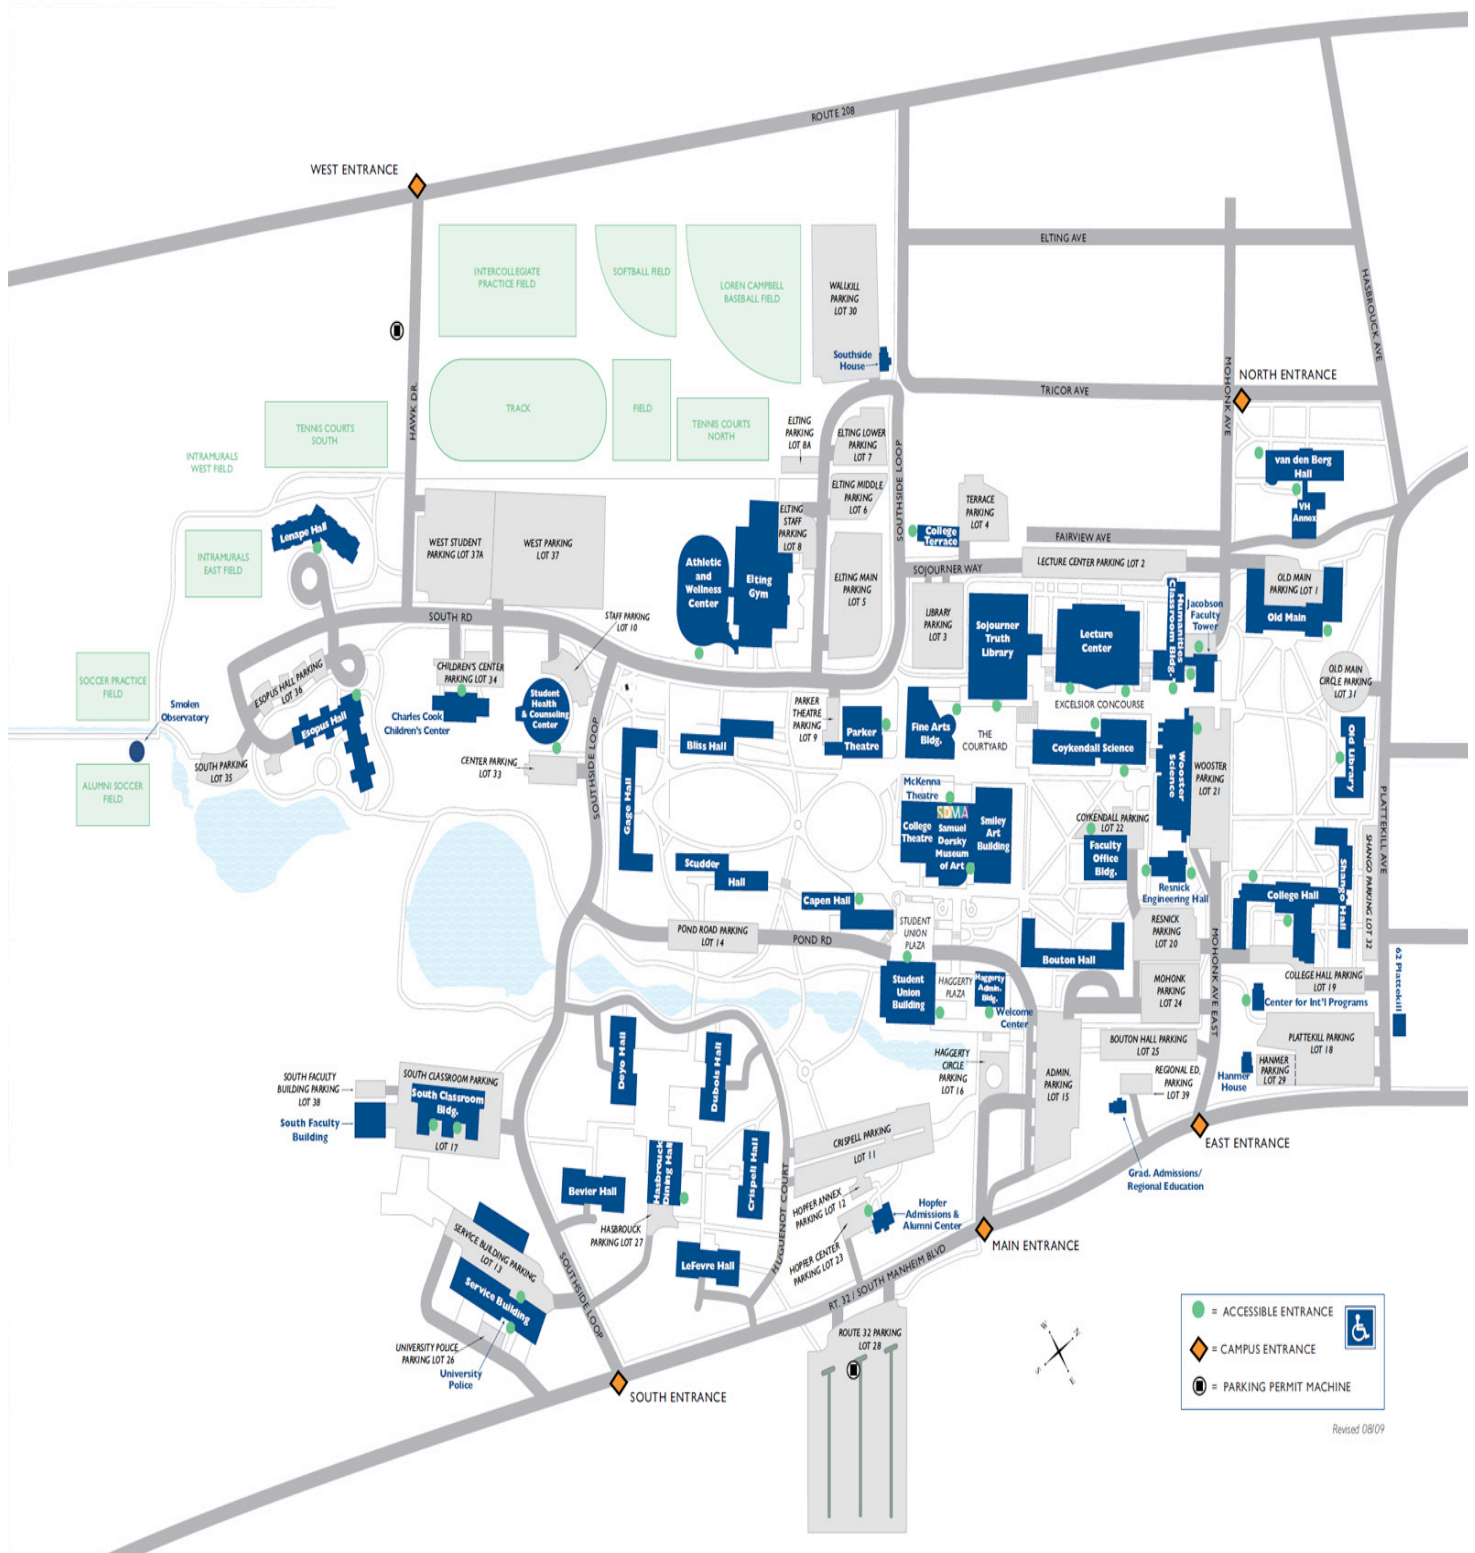 ROUTE 208
WEST ENTRANCE
ELTING AVE
HASBROUCK AVE
INTERCOLLEGIATE
PRACTICE FIELD
SOFTBALL FIELD
LOREN CAMPBELL
BASEBALL FIELD
WALLKILL
PARKING
LOT 30
Southside
House
HAWK DR.
MOHONK AVE
NORTH ENTRANCE
TRICOR AVE
TRACK
FIELD
TENNIS COURTS
NORTH
TENNIS COURTS
SOUTH
INTRAMURALS
WEST FIELD
ELTING
PARKING
LOT 8A
ELTING LOWER
PARKING
LOT 7
SOUTHSIDE LOOP
van den Berg
Hall
VH
Annex
ELTING MIDDLE
PARKING
LOT 6
TERRACE
PARKING
LOT 4
ELTING
STAFF
PARKING
LOT 8
College
Terrace
FAIRVIEW AVE
Lenape Hall
WEST STUDENT
PARKING LOT 37A
WEST PARKING
LOT 37
INTRAMURALS
EAST FIELD
Athletic
and
Wellness
Center
Elting
Gym
ELTING MAIN
PARKING
LOT 5
SOJOURNER WAY
LECTURE CENTER PARKING LOT 2
OLD MAIN
PARKING LOT 1
Old Main
LIBRARY
PARKING
LOT 3
Sojourner
Truth
Library
Lecture
Center
Humanities
Classroom Bldg.
Jacobson
Faculty
Tower
SOUTH RD
STAFF PARKING
LOT 10
SOCCER PRACTICE
FIELD
Smolen
Observatory
ESOPUS HALL PARKING
LOT 36
CHILDREN'S CENTER
PARKING LOT 34
OLD MAIN
CIRCLE PARKING
LOT 31
Student
Health
& Counseling
Center
Charles Cook
Children's Center
Esopus Hall
SOUTHSIDE LOOP
PARKER
THEATRE
PARKING
LOT 9
Parker
Theatre
Fine Arts
Bldg.
EXCELSIOR CONCOURSE
THE
COURTYARD
Coykendall Science
Wooster
Science
WOOSTER
PARKING
LOT 21
Old Library
Bliss Hall
Gage Hall
SOUTH PARKING
LOT 35
CENTER PARKING
LOT 33
ALUMNI SOCCER
FIELD
McKenna
Theatre
College
Theatre
SDMA
Samuel
Dorsky
Museum
of Art
Smiley
Art
Building
COYKENDALL PARKING
LOT 22
Faculty
Office
Bldg.
Resnick
Engineering Hall
PLATTEKILL AVE
SHANGO PARKING LOT 32
Shango Hall
College Hall
Scudder
Hall
Capen Hall
STUDENT
UNION
PLAZA
RESNICK
PARKING
LOT 20
POND ROAD PARKING
LOT 14
POND RD
Bouton Hall
MOHONK AVE EAST
62 Plattekill
Student
Union
Building
HAGGERTY
PLAZA
Haggerty
Admin.
Bldg.
Welcome
Center
MOHONK
PARKING
LOT 24
COLLEGE HALL PARKING
LOT 19
Center for Int'l Programs
Deyo Hall
Dubois Hall
HAGGERTY
CIRCLE
PARKING
LOT 16
ADMIN.
PARKING
LOT 15
BOUTON HALL PARKING
LOT 25
PLATTEKILL PARKING
LOT 18
HANMER
PARKING
LOT 29
Hanmer
House
REGIONAL ED.
PARKING
LOT 39
SOUTH FACULTY
BUILDING PARKING
LOT 38
SOUTH CLASSROOM PARKING
South Classroom
Bldg.
LOT 17
South Faculty
Building
EAST ENTRANCE
CRISPELL PARKING
LOT 11
Grad. Admissions/
Regional Education
Hasbrouck
Dining Hall
Crispell Hall
Bevier Hall
HUGUENOT COURT
HOPFER ANNEX
PARKING LOT 12
Hopfer
Admissions &
Alumni Center
HASBROUCK
PARKING LOT 27
HOPFER CENTER
PARKING LOT 23
MAIN ENTRANCE
SERVICE BUILDING PARKING
LOT 13
LeFevre Hall
SOUTHSIDE LOOP
Service Building
RT. 32 / SOUTH MANHEIM BLVD
UNIVERSITY POLICE
PARKING LOT 26
University
Police
SOUTH ENTRANCE
ROUTE 32 PARKING
LOT 28
W
N
S
E
= ACCESSIBLE ENTRANCE
= CAMPUS ENTRANCE
= PARKING PERMIT MACHINE
Revised 08/09